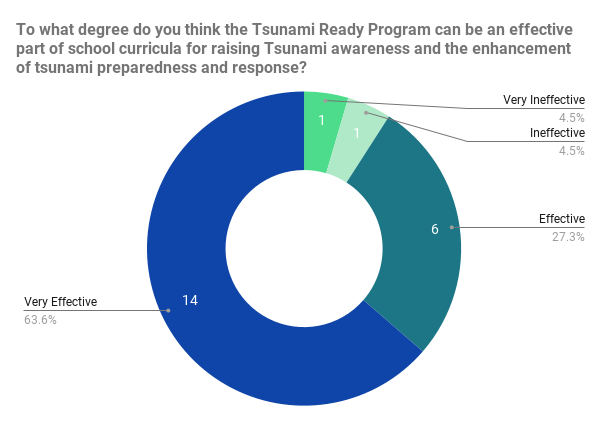 To what degree do you think the Tsunami Ready Program can be an effective
part of school curricula for raising Tsunami awareness and the enhancement
of tsunami preparedness and response?
Very Ineffective
4.5%
1
1
Ineffective
4.5%
Effective
27.3%
6
14
Very Effective
63.6%